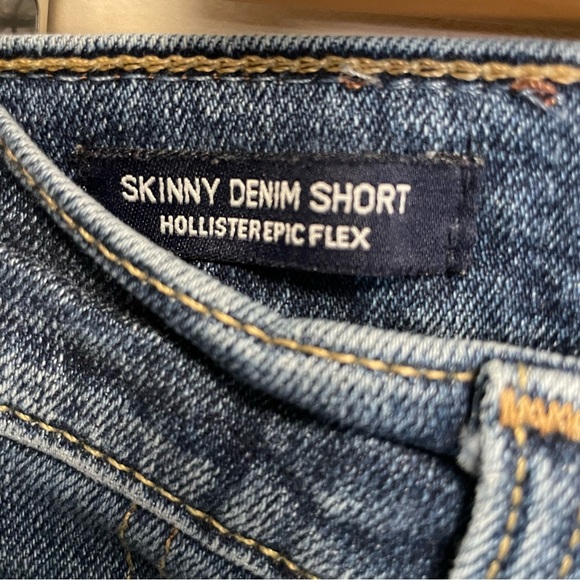 SKINNY DENIM SHORT
HOLLISTER EPIC FLEX